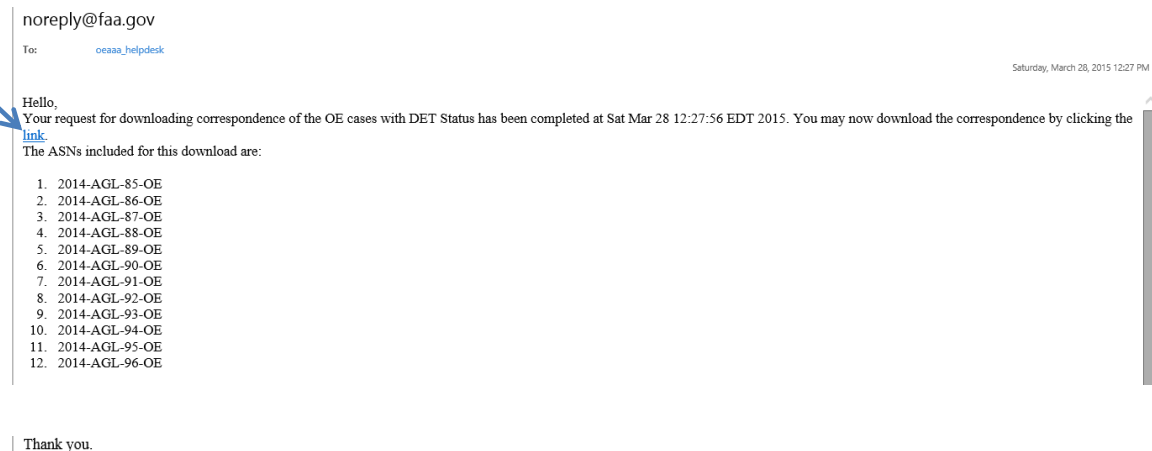 noreply@faa.gov
To: oeaaa_helpdesk
Saturday, March 28, 2015 12:27 PM
Hello,
Your request for downloading correspondence of the OE cases with DET Status has been completed at Sat Mar 28 12:27:56 EDT 2015. You may now download the correspondence by clicking the
link.
The ASNs included for this download are:
1. 2014-AGL-85-OE
2. 2014-AGL-86-OE
3. 2014-AGL-87-OE
4. 2014-AGL-88-OE
5. 2014-AGL-89-OE
6. 2014-AGL-90-OE
7. 2014-AGL-91-OE
8. 2014-AGL-92-OE
9. 2014-AGL-93-OE
10. 2014-AGL-94-OE
11. 2014-AGL-95-OE
12. 2014-AGL-96-OE
Thank you.